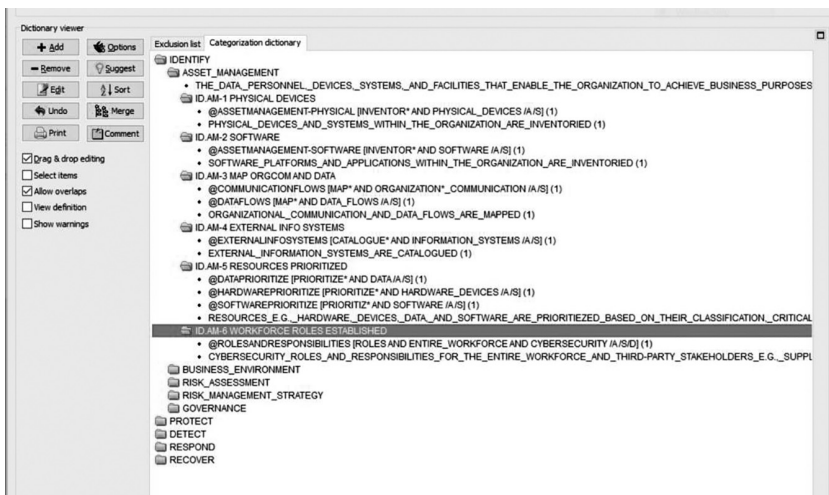 Dictionary viewer
Add
Options
Remove
Suggest
Edit
Sort
Undo
Merge
Print
Comment
Drag & drop editing
Select items
Allow overlaps
View definition
Show warnings
Exclusion list
Categorization dictionary
IDENTIFY
ASSET_MANAGEMENT
• THE_DATA_PERSONNEL,_DEVICES,_SYSTEMS,_AND_FACILITIES_THAT_ENABLE_THE_ORGANIZATION_TO_ACHIEVE_BUSINESS_PURPOSES
ID.AM-1 PHYSICAL DEVICES
• @ASSETMANAGEMENT-PHYSICAL [INVENTOR* AND PHYSICAL_DEVICES /A/S] (1)
• PHYSICAL_DEVICES_AND_SYSTEMS_WITHIN_THE_ORGANIZATION_ARE_INVENTORIED (1)
ID.AM-2 SOFTWARE
• @ASSETMANAGEMENT-SOFTWARE [INVENTOR* AND SOFTWARE /A/S] (1)
• SOFTWARE_PLATFORMS_AND_APPLICATIONS_WITHIN_THE_ORGANIZATION_ARE_INVENTORIED (1)
ID.AM-3 MAP ORGCOM AND DATA
• @COMMUNICATIONFLOWS [MAP* AND ORGANIZATION*_COMMUNICATION /A/S] (1)
• @DATAFLOWS [MAP* AND DATA_FLOWS /A/S] (1)
• ORGANIZATIONAL_COMMUNICATION_AND_DATA_FLOWS_ARE_MAPPED (1)
ID.AM-4 EXTERNAL INFO SYSTEMS
• @EXTERNALINFOSYSTEMS [CATALOGUE* AND INFORMATION_SYSTEMS /A/S] (1)
• EXTERNAL_INFORMATION_SYSTEMS_ARE_CATALOGUED (1)
ID.AM-5 RESOURCES PRIORITIZED
• @DATAPRIORITIZE [PRIORITIZE* AND DATA /A/S] (1)
• @HARDWAREPRIORITIZE [PRIORITIZE* AND HARDWARE_DEVICES /A/S] (1)
• @SOFTWAREPRIORITIZE [PRIORITIZ* AND SOFTWARE /A/S] (1)
• RESOURCES_E.G.,_HARDWARE,_DEVICES,_DATA,_AND_SOFTWARE_ARE_PRIORITIEZED_BASED_ON_THEIR_CLASSIFICATION,_CRITICAL
ID.AM-6 WORKFORCE ROLES ESTABLISHED
• @ROLESANDRESPONSIBILITIES [ROLES AND ENTIRE_WORKFORCE AND CYBERSECURITY /A/S/D] (1)
• CYBERSECURITY_ROLES_AND_RESPONSIBILITIES_FOR_THE_ENTIRE_WORKFORCE_AND_THIRD-PARTY_STAKEHOLDERS_E.G.,_SUPPL
BUSINESS_ENVIRONMENT
RISK_ASSESSMENT
RISK_MANAGEMENT_STRATEGY
GOVERNANCE
PROTECT
DETECT
RESPOND
RECOVER